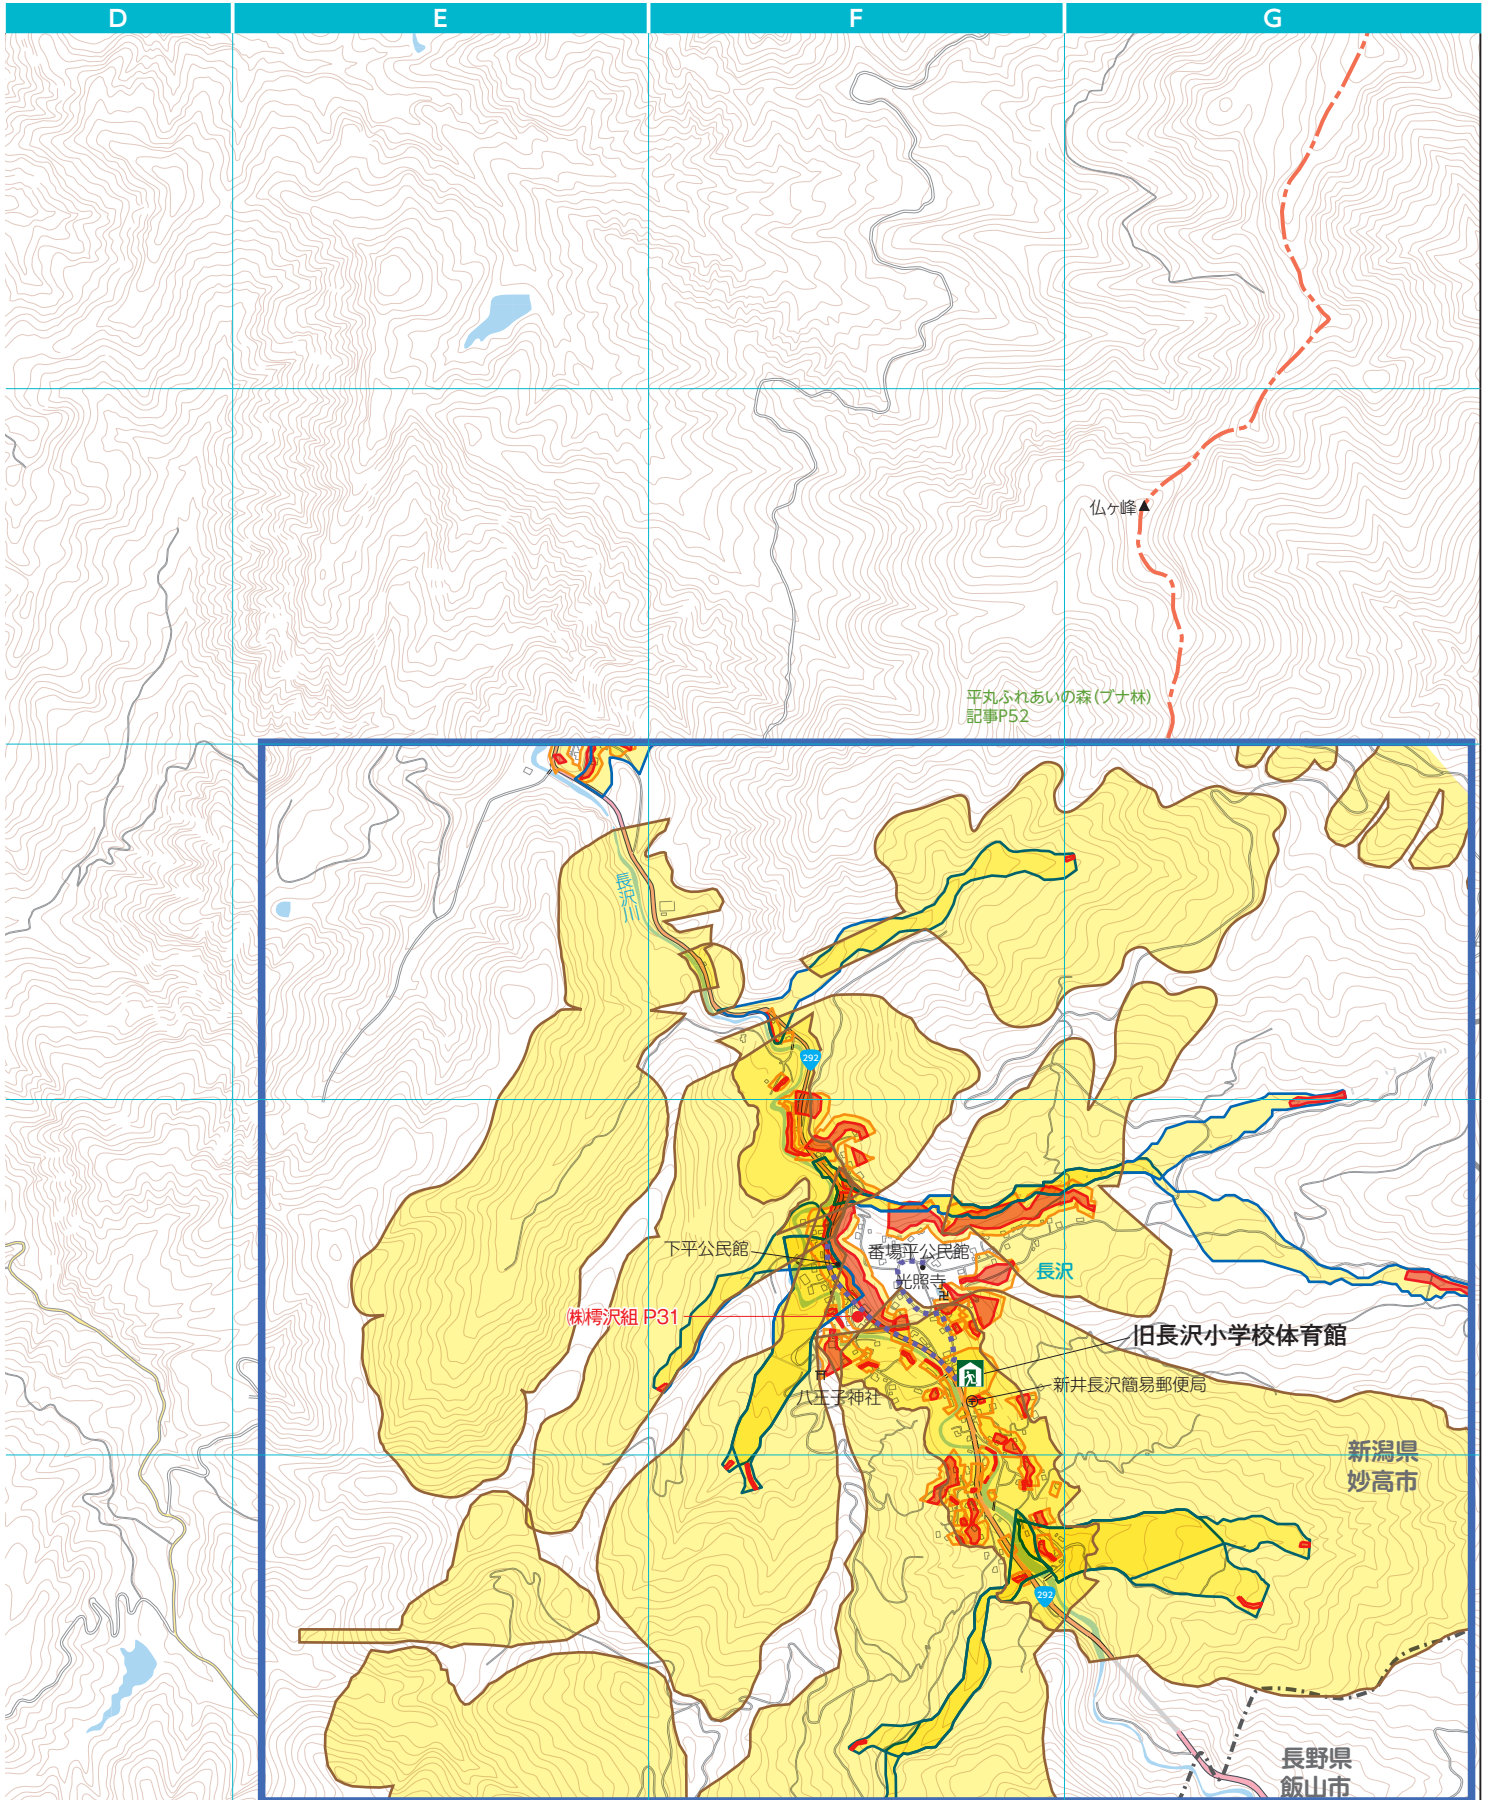 D E F G
仏ヶ峰
平丸ふれあいの森(ブナ林)
記事P52
長沢川
292
下平公民館
番場平公民館
光照寺
長沢
㈱樗沢組 P31
旧長沢小学校体育館
新井長沢簡易郵便局
八王子神社
新潟県
妙高市
292
長野県
飯山市